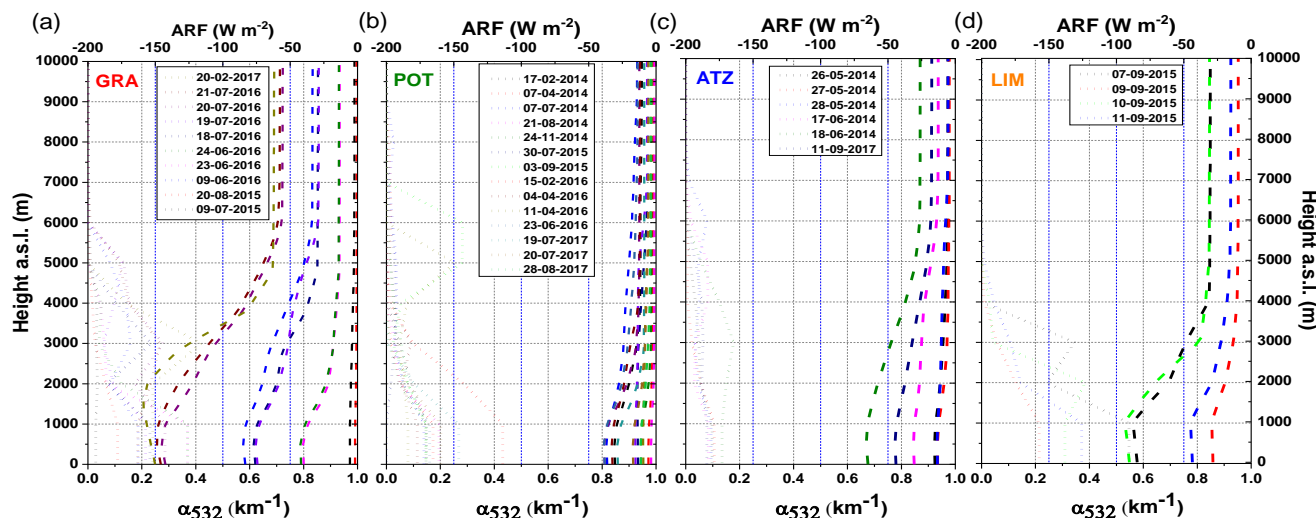 (a)
ARF (W m-2)
-200 -150 -100 -50 0
GRA
20-02-2017
21-07-2016
20-07-2016
19-07-2016
18-07-2016
24-06-2016
23-06-2016
09-06-2016
20-08-2015
09-07-2015
Height a.s.l. (m)
10000
9000
8000
7000
6000
5000
4000
3000
2000
1000
0
0.0 0.2 0.4 0.6 0.8 1.0
α532 (km-1)
(b)
ARF (W m-2)
-200 -150 -100 -50 0
POT
17-02-2014
07-04-2014
07-07-2014
21-08-2014
24-11-2014
30-07-2015
03-09-2015
15-02-2016
04-04-2016
11-04-2016
23-06-2016
19-07-2017
20-07-2017
28-08-2017
0.0 0.2 0.4 0.6 0.8 1.0
α532 (km-1)
(c)
ARF (W m-2)
-200 -150 -100 -50 0
ATZ
26-05-2014
27-05-2014
28-05-2014
17-06-2014
18-06-2014
11-09-2017
0.0 0.2 0.4 0.6 0.8 1.0
α532 (km-1)
(d)
ARF (W m-2)
-200 -150 -100 -50 0
LIM
07-09-2015
09-09-2015
10-09-2015
11-09-2015
10000
9000
8000
7000
6000
5000
4000
3000
2000
1000
0
Height a.s.l. (m)
0.0 0.2 0.4 0.6 0.8 1.0
α532 (km-1)